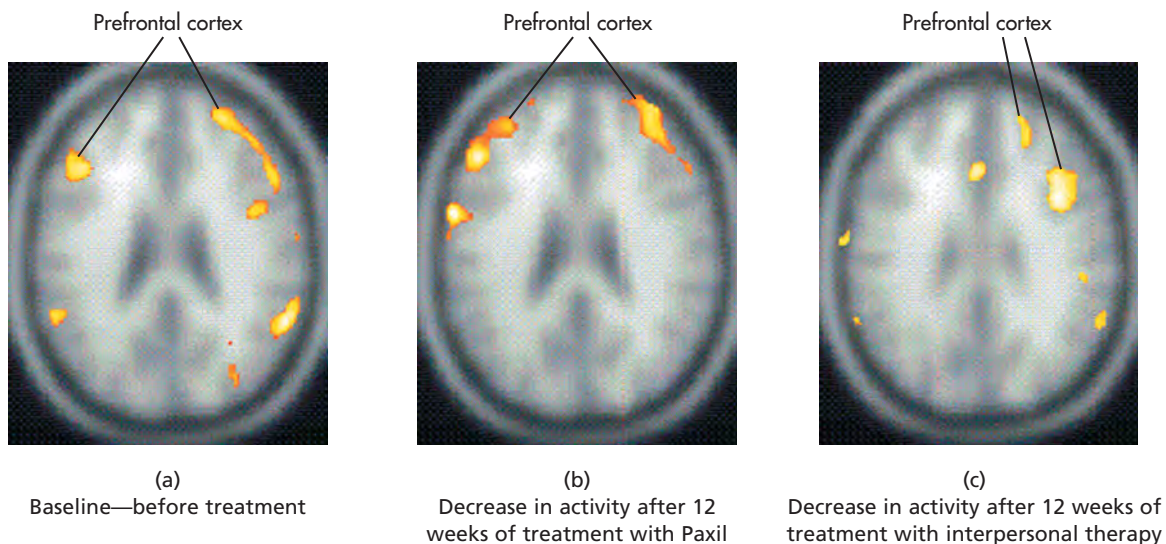 Prefrontal cortex
Prefrontal cortex
Prefrontal cortex
(a)
Baseline—before treatment
(b)
Decrease in activity after 12
weeks of treatment with Paxil
(c)
Decrease in activity after 12 weeks of
treatment with interpersonal therapy